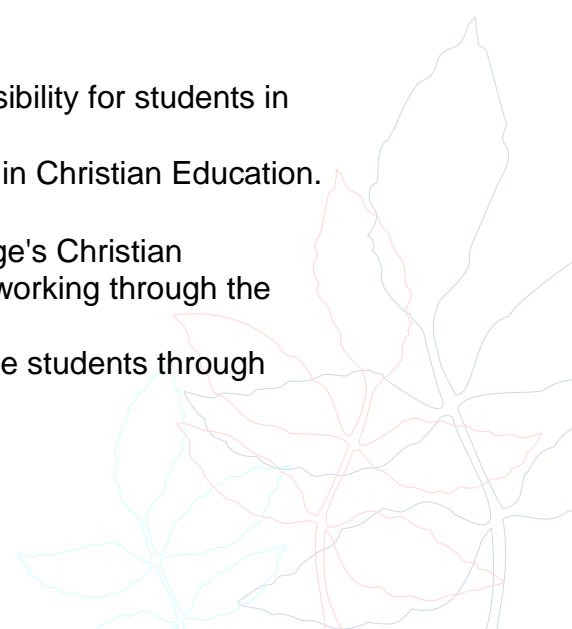 sibility for students in
in Christian Education.
ge's Christian
working through the
e students through